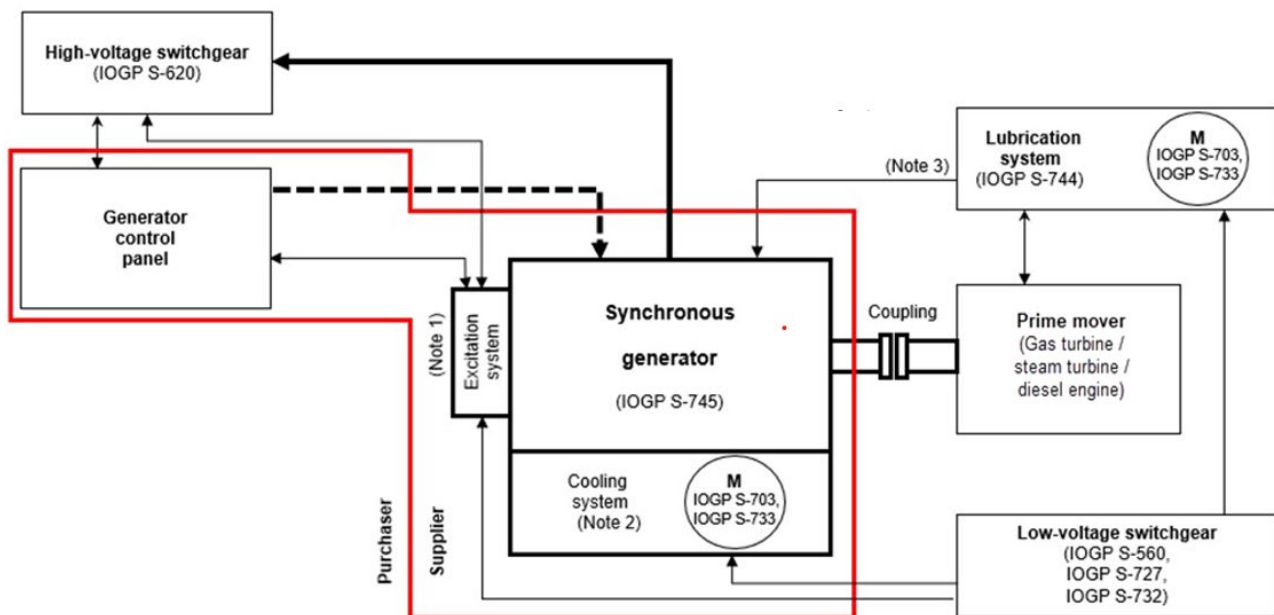 High-voltage switchgear
(IOGP S-620)
Generator
control
panel
(Note 1)
Excitation
system
Synchronous
generator
(IOGP S-745)
Cooling
system
(Note 2)
M
IOGP S-703,
IOGP S-733
Purchaser
Supplier
(Note 3)
Lubrication
system
(IOGP S-744)
M
IOGP S-703,
IOGP S-733
Coupling
Prime mover
(Gas turbine /
steam turbine /
diesel engine)
Low-voltage switchgear
(IOGP S-560,
IOGP S-727,
IOGP S-732)